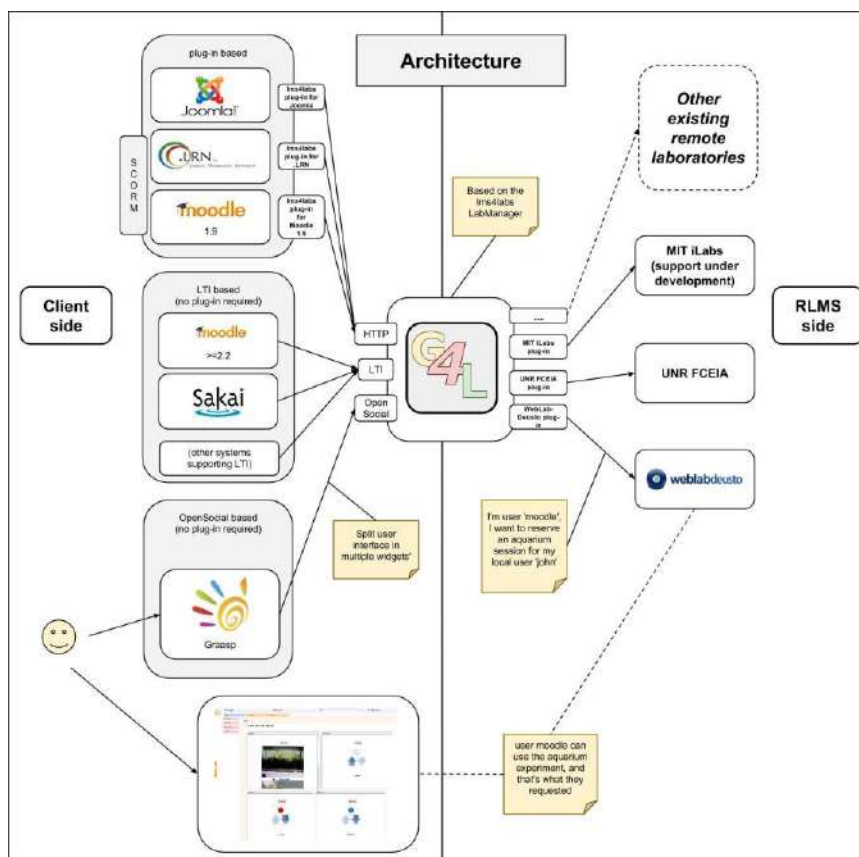 Architecture
plug-in based
Joomla!
lms4labs
plug-in for
Joomla
SCORM
.LRN
lms4labs
plug-in for
.LRN
moodle
1.9
lms4labs
plug-in
for
Moodle
1.9
Client
side
LTI based
(no plug-in required)
moodle
>=2.2
Sakai
(other systems
supporting LTI)
OpenSocial based
(no plug-in required)
Graasp
HTTP
LTI
Open
Social
G4L
Based on the
lms4labs
LabManager
Split user
interface in
multiple widgets'
....
MIT iLabs
plug-in
UNR FCEIA
plug-in
WebLab-
Deusto plug-
in
Other
existing
remote
laboratories
MIT iLabs
(support under
development)
UNR FCEIA
weblabdeusto
RLMS
side
I'm user 'moodle',
I want to reserve
an aquarium
session for my
local user 'john'
user moodle can
use the aquarium
experiment, and
that's what they
requested